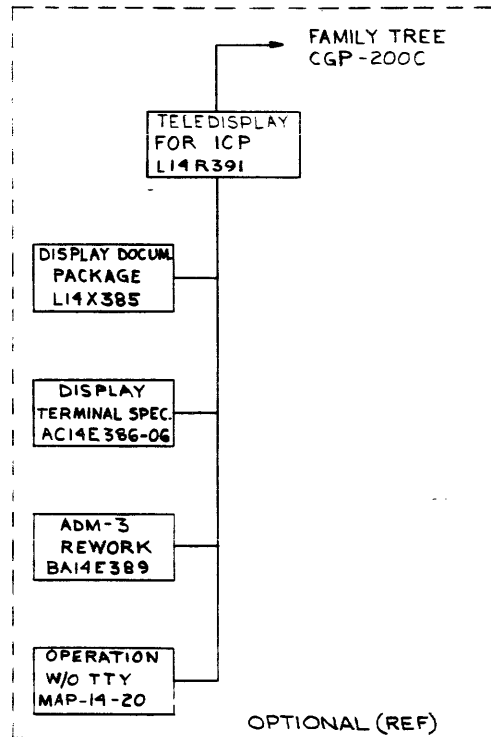 FAMILY TREE
CGP-200C
TELEDISPLAY
FOR ICP
L14R391
DISPLAY DOCUM.
PACKAGE
L14X385
DISPLAY
TERMINAL SPEC.
AC14E386-06
ADM-3
REWORK
BA14E389
OPERATION
W/O TTY
MAP-14-20
OPTIONAL (REF)